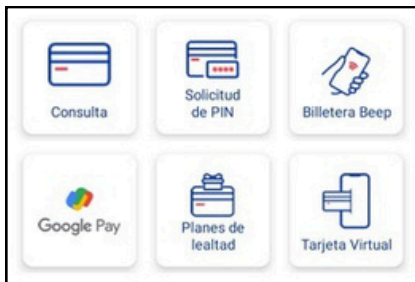 Consulta
Solicitud
de PIN
Billetera Beep
Google Pay
Planes de
lealtad
Tarjeta Virtual